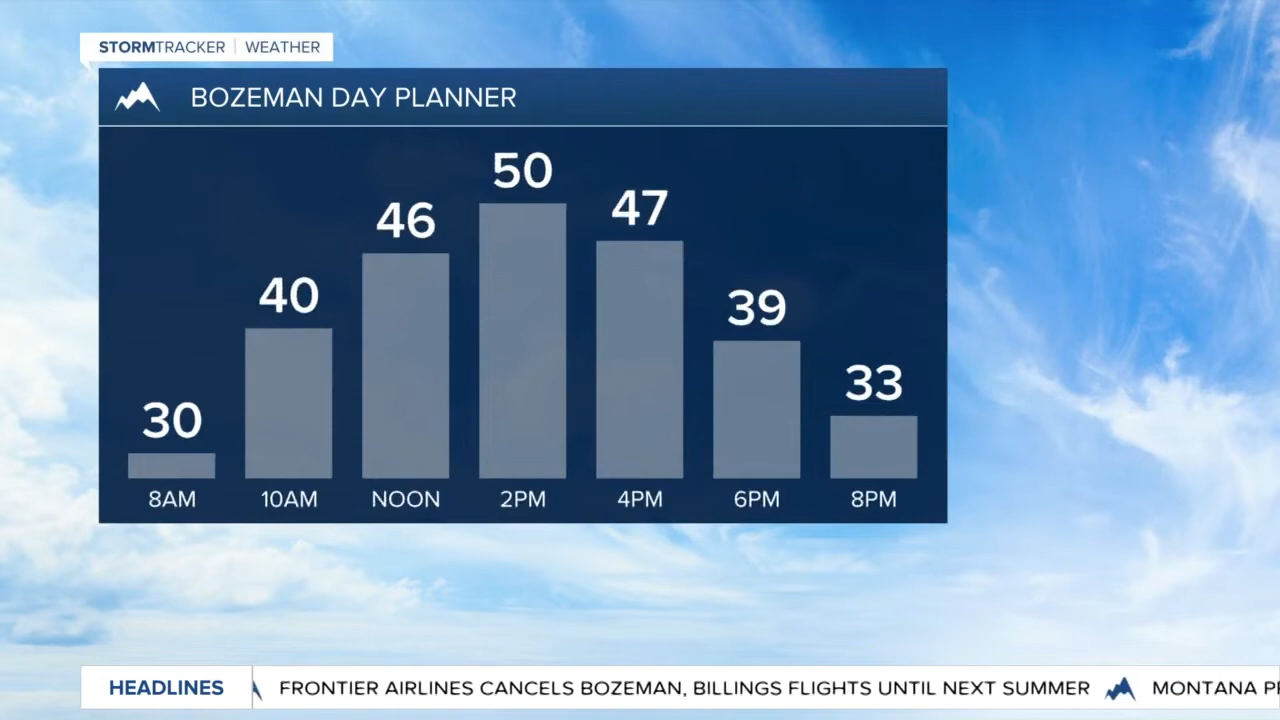 STORMTRACKER | WEATHER
BOZEMAN DAY PLANNER
30 40 46 50 47 39 33
8AM 10AM NOON 2PM 4PM 6PM 8PM
HEADLINES FRONTIER AIRLINES CANCELS BOZEMAN, BILLINGS FLIGHTS UNTIL NEXT SUMMER MONTANA